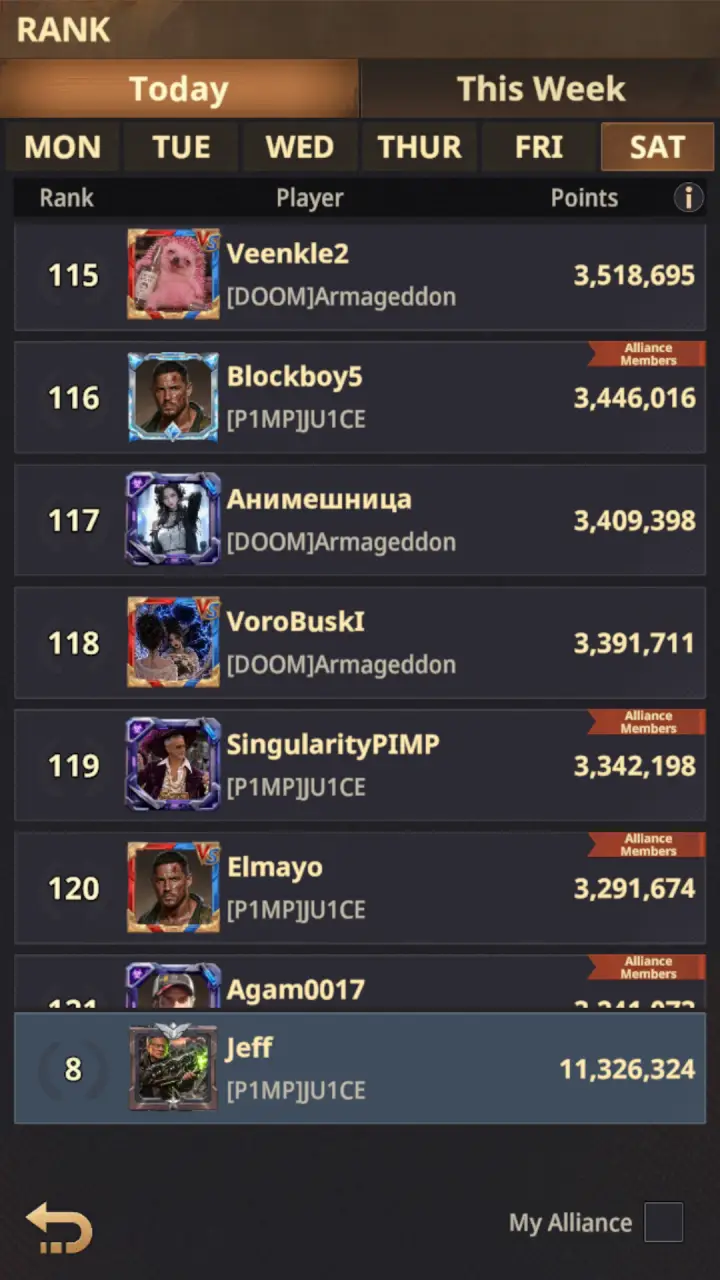 RANK
Today
This Week
MON TUE WED THUR FRI SAT
Rank Player Points
115
Veenkle2
[DOOM]Armageddon
3,518,695
Alliance
Members
116
Blockboy5
[P1MP]JU1CE
3,446,016
117
Анимешница
[DOOM]Armageddon
3,409,398
118
VoroBuskI
[DOOM]Armageddon
3,391,711
Alliance
Members
119
SingularityPIMP
[P1MP]JU1CE
3,342,198
Alliance
Members
120
Elmayo
[P1MP]JU1CE
3,291,674
Alliance
Members
Agam0017
8
Jeff
[P1MP]JU1CE
11,326,324
My Alliance